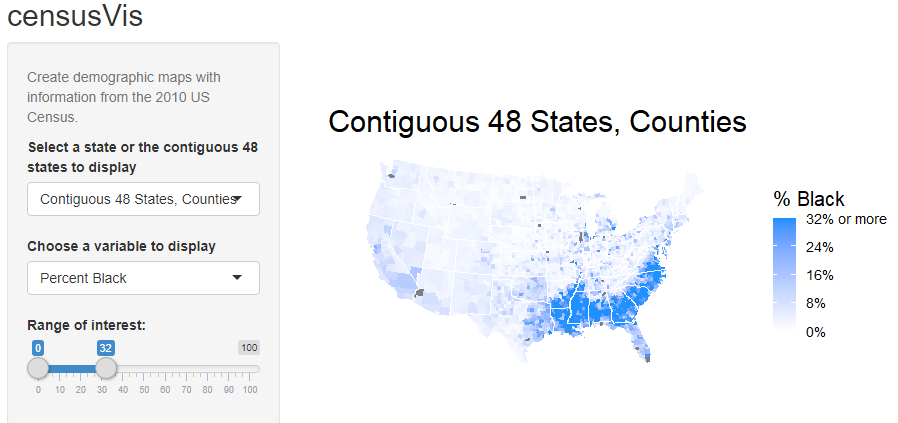 censusVis
Create demographic maps with
information from the 2010 US
Census.
Select a state or the contiguous 48
states to display
Contiguous 48 States, Counties
Choose a variable to display
Percent Black
Range of interest:
0 32 100
0 10 20 30 40 50 60 70 80 90 100
Contiguous 48 States, Counties
% Black
32% or more
24%
16%
8%
0%